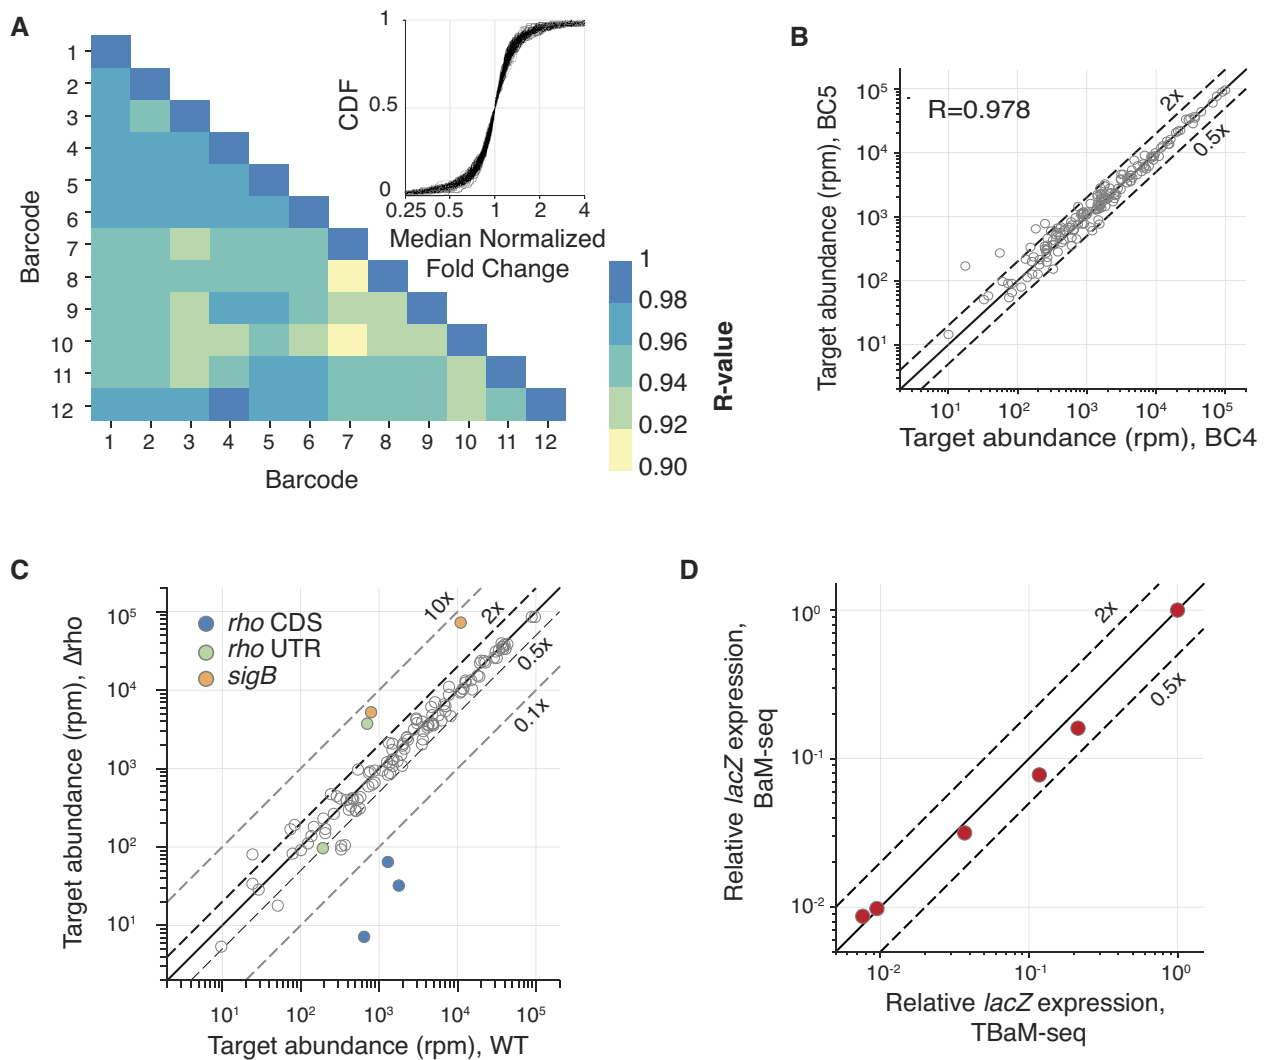 A
1
2
3
4
5
6
7
8
9
10
11
12
Barcode
1 2 3 4 5 6 7 8 9 10 11 12
Barcode
CDF
1
0.5
0
0.25 0.5 1 2 4
Median Normalized
Fold Change
1
0.98
0.96
0.94
0.92
0.90
R-value
B
R=0.978
2x
0.5x
10⁵
10⁴
10³
10²
10¹
Target abundance (rpm), BC5
10¹ 10² 10³ 10⁴ 10⁵
Target abundance (rpm), BC4
C
rho CDS
rho UTR
sigB
10x
2x
0.5x
0.1x
10⁵
10⁴
10³
10²
10¹
Target abundance (rpm), Δrho
10¹ 10² 10³ 10⁴ 10⁵
Target abundance (rpm), WT
D
2x
0.5x
10⁰
10⁻¹
10⁻²
Relative lacZ expression,
BaM-seq
10⁻² 10⁻¹ 10⁰
Relative lacZ expression,
TBaM-seq